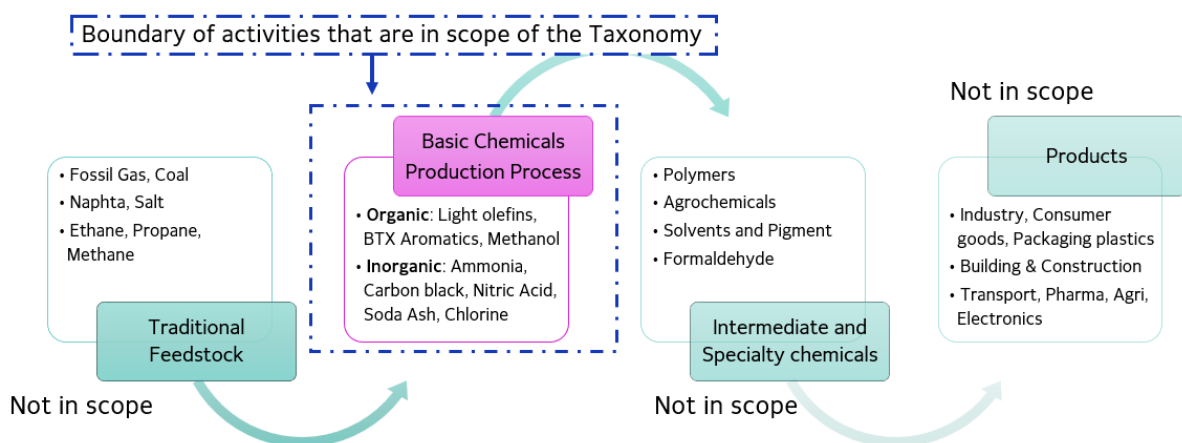 Boundary of activities that are in scope of the Taxonomy
Fossil Gas, Coal
Naphta, Salt
Ethane, Propane,
Methane
Traditional
Feedstock
Not in scope
Basic Chemicals
Production Process
Organic: Light olefins,
BTX Aromatics, Methanol
Inorganic: Ammonia,
Carbon black, Nitric Acid,
Soda Ash, Chlorine
Polymers
Agrochemicals
Solvents and Pigment
Formaldehyde
Intermediate and
Specialty chemicals
Not in scope
Not in scope
Products
Industry, Consumer
goods, Packaging plastics
Building & Construction
Transport, Pharma, Agri,
Electronics